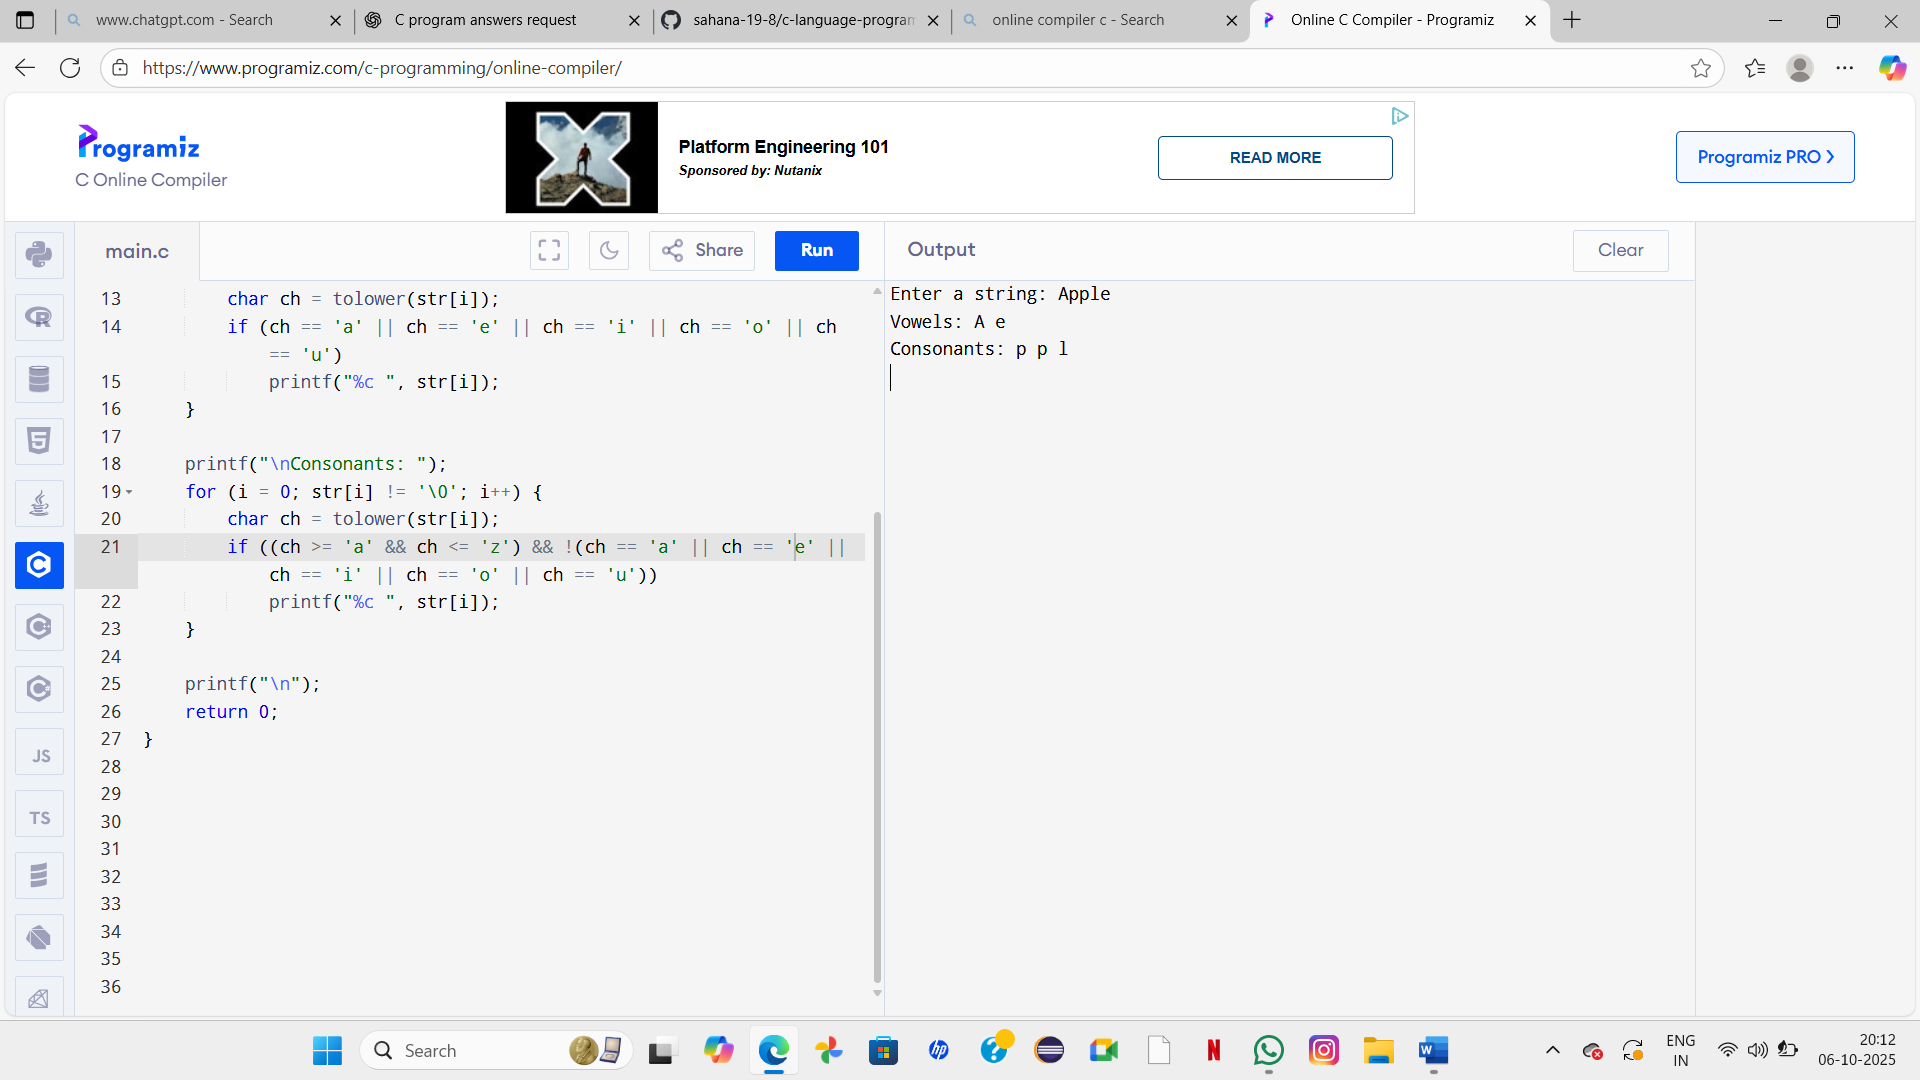 www.chatgpt.com - Search
C program answers request
sahana-19-8/c-language-program
online compiler c - Search
Online C Compiler - Programiz
https://www.programiz.com/c-programming/online-compiler/
Programiz
C Online Compiler
Platform Engineering 101
Sponsored by: Nutanix
READ MORE
Programiz PRO
main.c
Share
Run
Output
Clear
13 char ch = tolower(str[i]);
14 if (ch == 'a' || ch == 'e' || ch == 'i' || ch == 'o' || ch
== 'u')
15 printf("%c ", str[i]);
16 }
17
18 printf("\nConsonants: ");
19 for (i = 0; str[i] != '\0'; i++) {
20 char ch = tolower(str[i]);
21 if ((ch >= 'a' && ch <= 'z') && !(ch == 'a' || ch == 'e' ||
ch == 'i' || ch == 'o' || ch == 'u'))
22 printf("%c ", str[i]);
23 }
24
25 printf("\n");
26 return 0;
27 }
28
29
30
31
32
33
34
35
36
Enter a string: Apple
Vowels: A e
Consonants: p p l
JS
TS
Search
hp
N
W
ENG
IN
20:12
06-10-2025